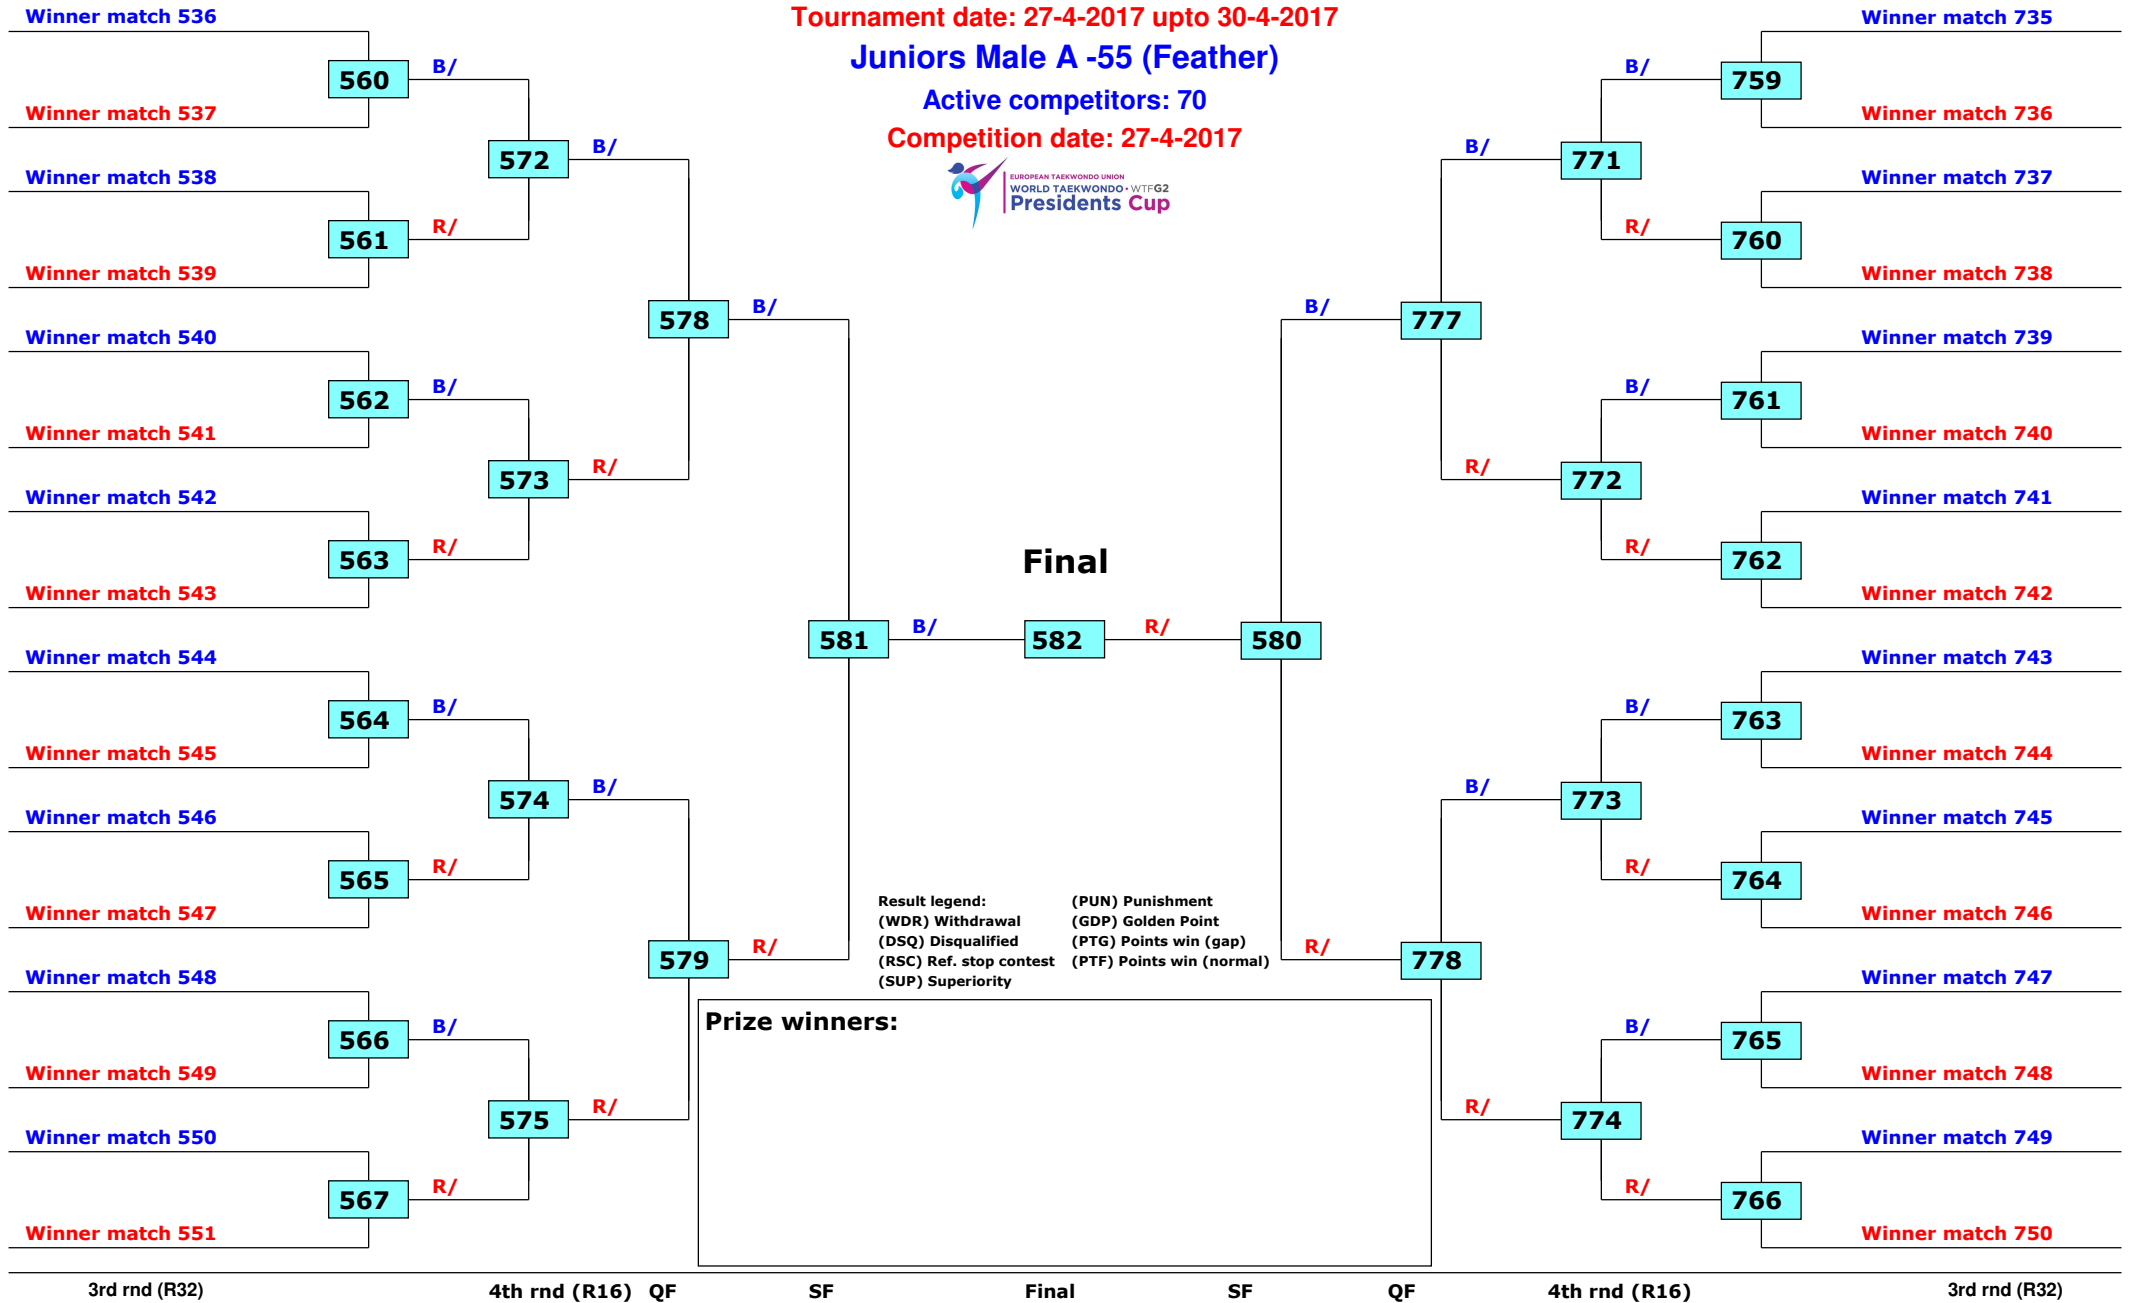 Tournament date: 27-4-2017 upto 30-4-2017
Juniors Male A -55 (Feather)
Active competitors: 70
Competition date: 27-4-2017
EUROPEAN TAEKWONDO UNION
WORLD TAEKWONDO • WTFG2
Presidents Cup
Winner match 536
560
B/
Winner match 537
572
B/
Winner match 538
561
R/
Winner match 539
578
B/
Winner match 540
562
B/
Winner match 541
573
R/
Winner match 542
563
R/
Winner match 543
581
B/
Winner match 544
564
B/
Winner match 545
574
B/
Winner match 546
565
R/
Winner match 547
579
R/
Winner match 548
566
B/
Winner match 549
575
R/
Winner match 550
567
R/
Winner match 551
Final
582
R/
580
Winner match 735
B/
759
Winner match 736
B/
771
Winner match 737
R/
760
Winner match 738
B/
777
Winner match 739
B/
761
Winner match 740
R/
772
Winner match 741
R/
762
Winner match 742
Winner match 743
B/
763
Winner match 744
B/
773
Winner match 745
R/
764
Winner match 746
R/
778
Winner match 747
B/
765
Winner match 748
R/
774
Winner match 749
R/
766
Winner match 750
Result legend:
(WDR) Withdrawal
(DSQ) Disqualified
(RSC) Ref. stop contest
(SUP) Superiority
(PUN) Punishment
(GDP) Golden Point
(PTG) Points win (gap)
(PTF) Points win (normal)
Prize winners:
3rd rnd (R32) 4th rnd (R16) QF SF Final SF QF 4th rnd (R16) 3rd rnd (R32)